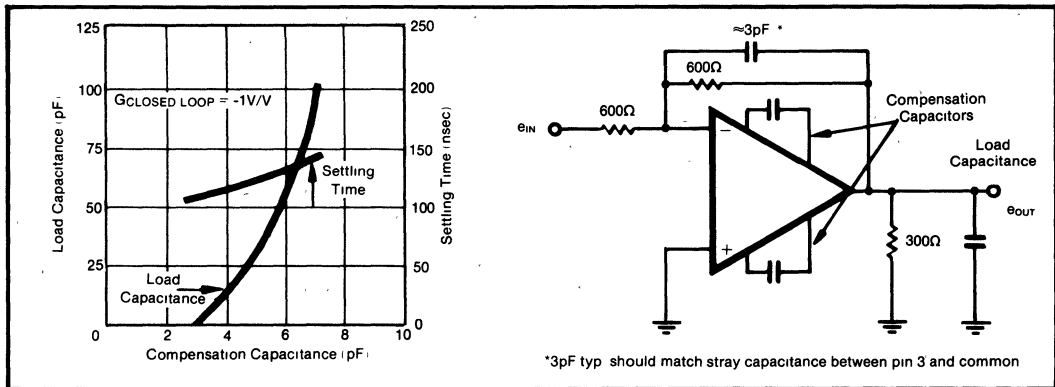 125
100
75
50
25
0
Load Capacitance (pF)
GCLOSED LOOP = -1V/V
Settling
Time
Load
Capacitance
250
200
150
100
50
0
Settling Time (nsec)
0 2 4 6 8 10
Compensation Capacitance (pF)
≈3pF *
600Ω
600Ω
eIN
−
+
Compensation
Capacitors
Load
Capacitance
eOUT
300Ω
*3pF typ should match stray capacitance between pin 3 and common